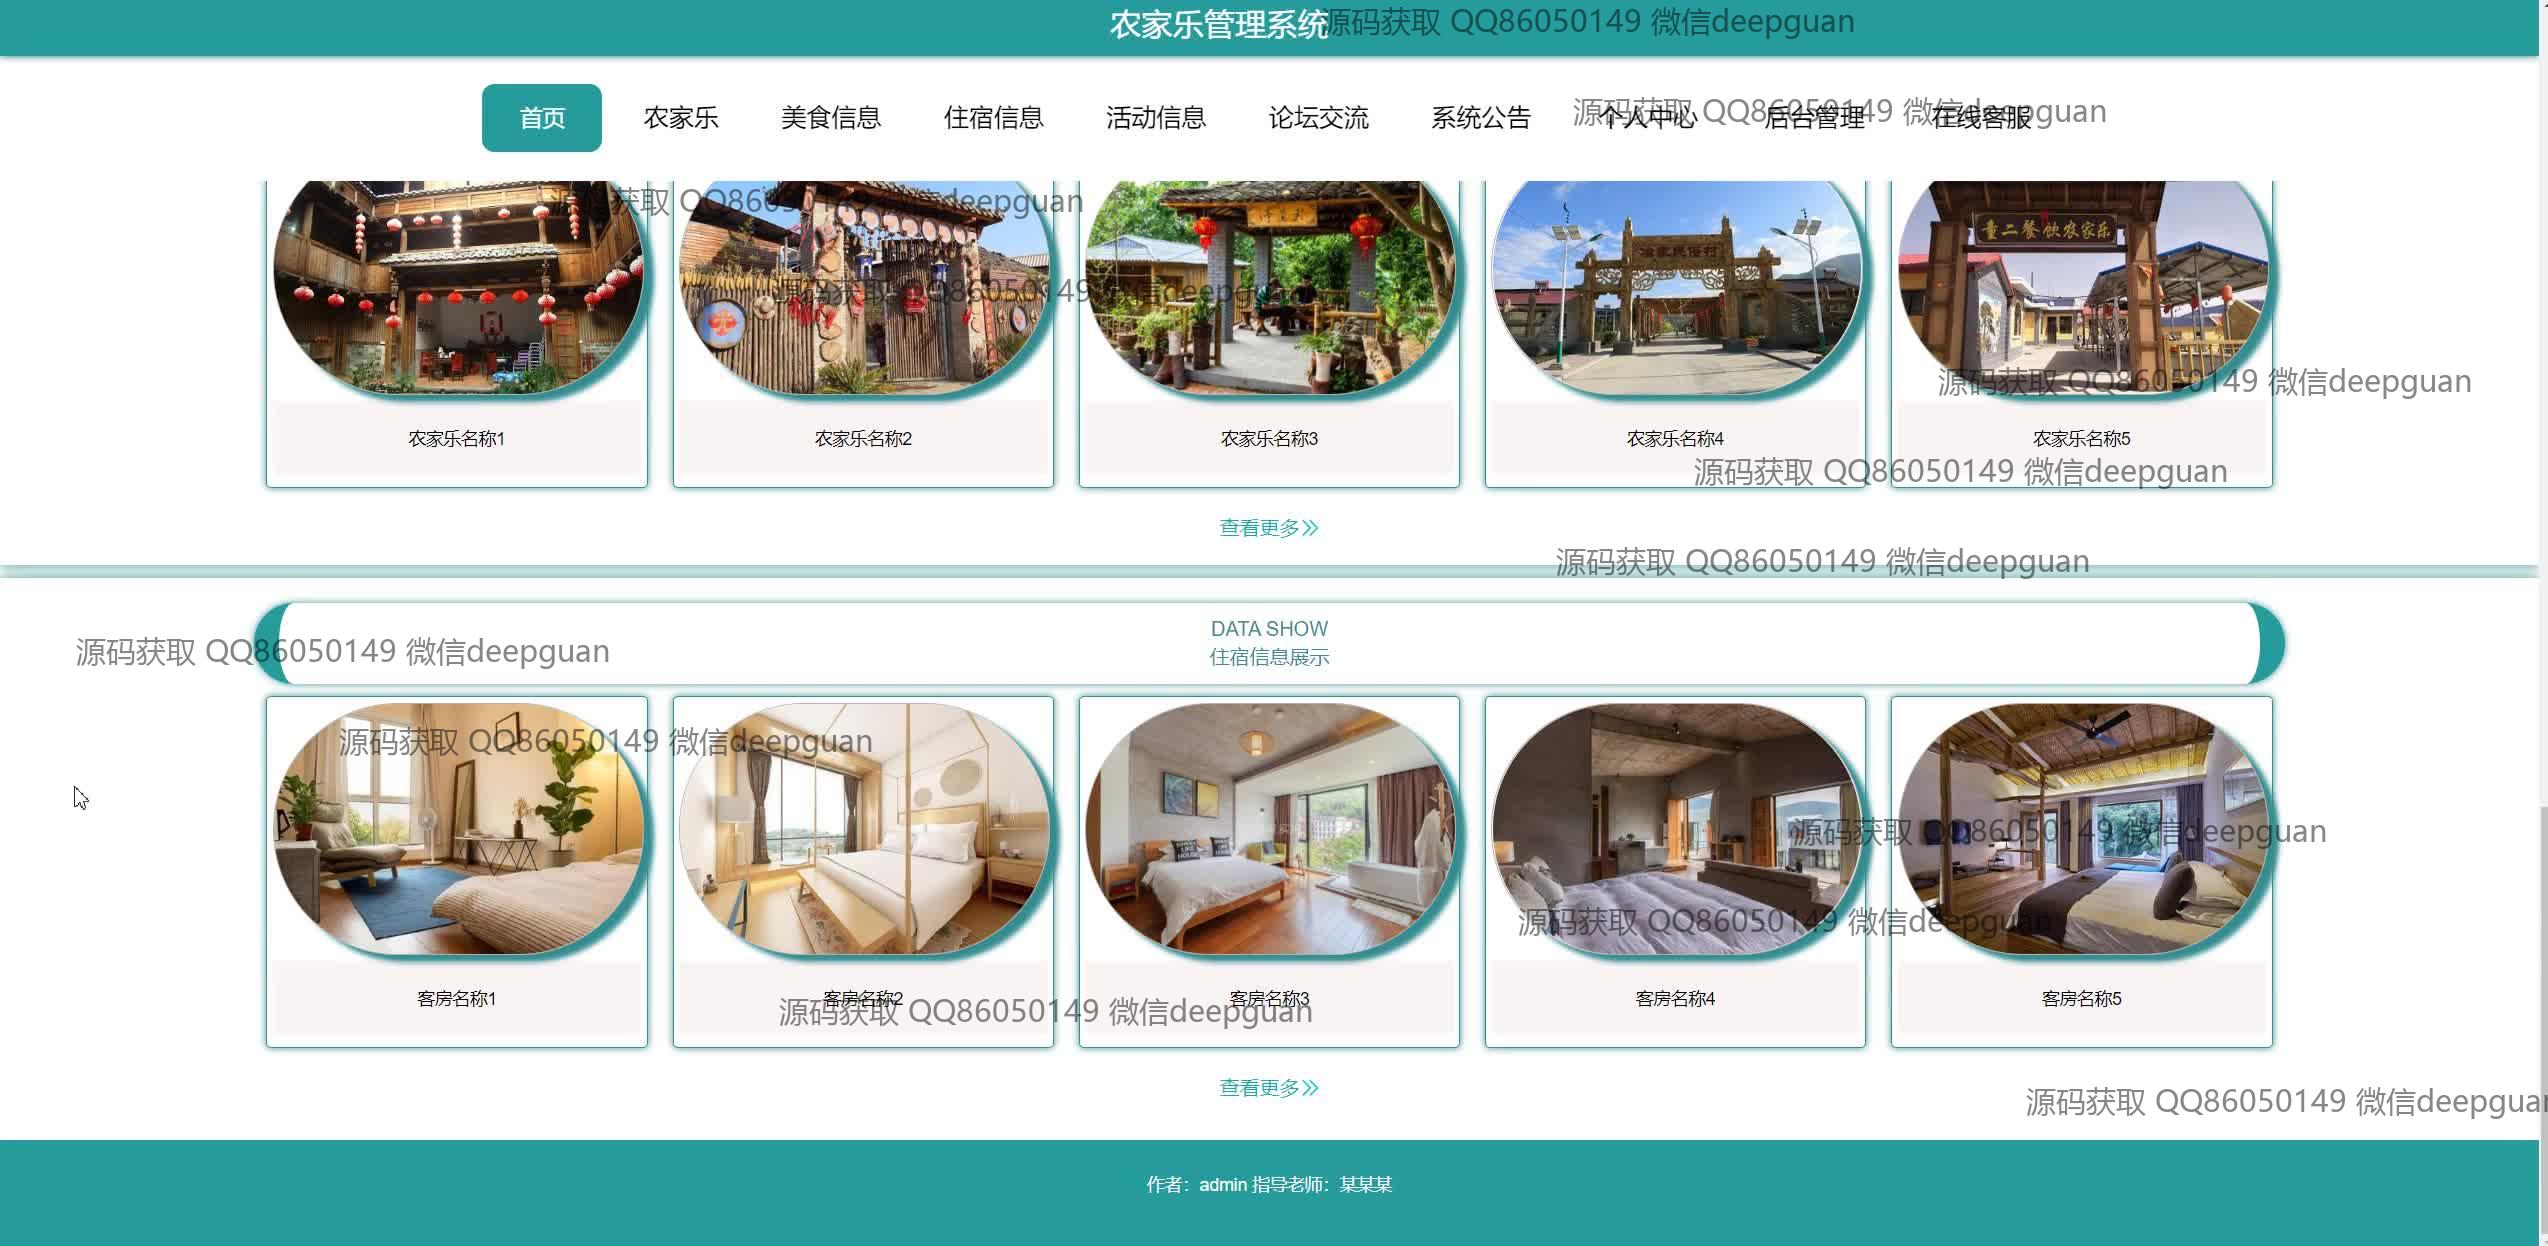 农家乐管理系统
源码获取 QQ86050149 微信deepguan
首页 农家乐 美食信息 住宿信息 活动信息 论坛交流 系统公告 个人中心 后台管理 在线客服
源码获取 QQ86050149 微信deepguan
源码获取 QQ86050149 微信deepguan
童二餐饮农家乐
源码获取 QQ86050149 微信deepguan
源码获取 QQ86050149 微信deepguan
农家乐名称1 农家乐名称2 农家乐名称3 农家乐名称4 农家乐名称5
源码获取 QQ86050149 微信deepguan
查看更多
源码获取 QQ86050149 微信deepguan
DATA SHOW
住宿信息展示
源码获取 QQ86050149 微信deepguan
源码获取 QQ86050149 微信deepguan
源码获取 QQ86050149 微信deepguan
源码获取 QQ86050149 微信deepguan
客房名称1 客房名称2 客房名称3 客房名称4 客房名称5
源码获取 QQ86050149 微信deepguan
查看更多
源码获取 QQ86050149 微信deepgua
作者：admin 指导老师：某某某